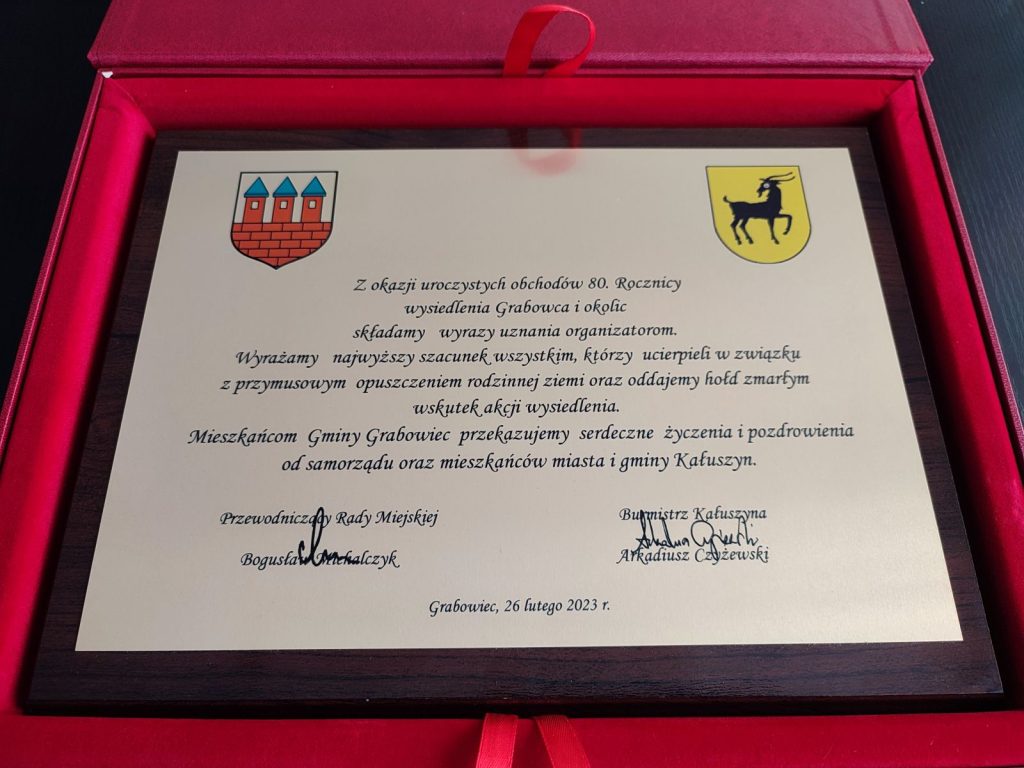 Z okazji uroczystych obchodów 80. Rocznicy
wysiedlenia Grabowca i okolic
składamy wyrazy uznania organizatorom.
Wyrażamy najwyższy szacunek wszystkim, którzy ucierpieli w związku
z przymusowym opuszczeniem rodzinnej ziemi oraz oddajemy hołd zmarłym
wskutek akcji wysiedlenia.
Mieszkańcom Gminy Grabowiec przekazujemy serdeczne życzenia i pozdrowienia
od samorządu oraz mieszkańców miasta i gminy Kałuszyn.
Przewodniczący Rady Miejskiej
Bogusław Michalczyk
Burmistrz Kałuszyna
Arkadiusz Czyżewski
Grabowiec, 26 lutego 2023 r.